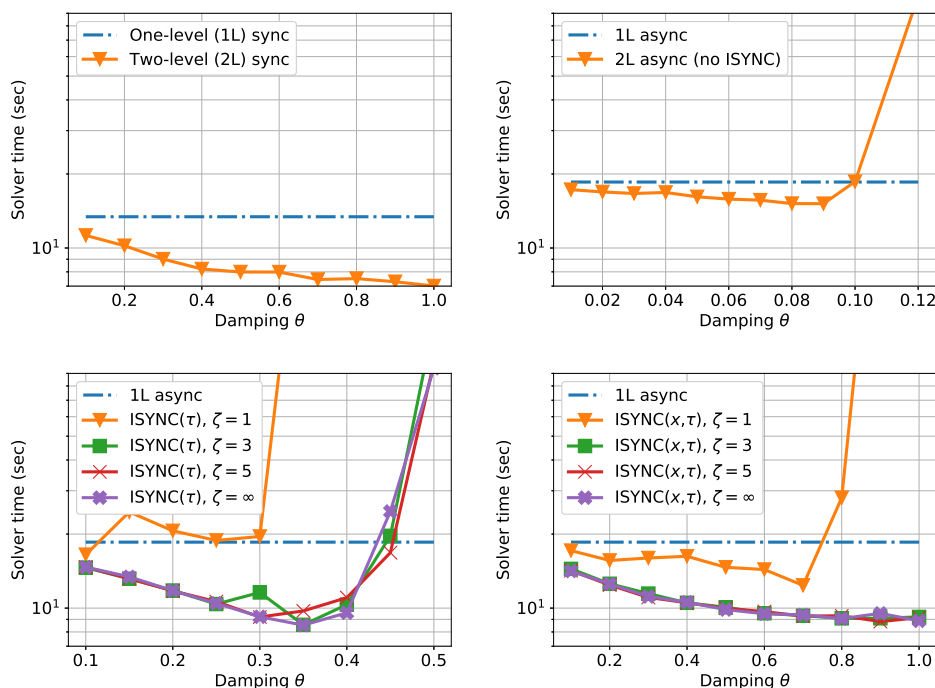 One-level (1L) sync
Two-level (2L) sync
Solver time (sec)
10¹
0.2 0.4 0.6 0.8 1.0
Damping θ
1L async
2L async (no ISYNC)
Solver time (sec)
10¹
0.02 0.04 0.06 0.08 0.10 0.12
Damping θ
1L async
ISYNC(τ), ζ = 1
ISYNC(τ), ζ = 3
ISYNC(τ), ζ = 5
ISYNC(τ), ζ = ∞
Solver time (sec)
10¹
0.1 0.2 0.3 0.4 0.5
Damping θ
1L async
ISYNC(x,τ), ζ = 1
ISYNC(x,τ), ζ = 3
ISYNC(x,τ), ζ = 5
ISYNC(x,τ), ζ = ∞
Solver time (sec)
10¹
0.2 0.4 0.6 0.8 1.0
Damping θ